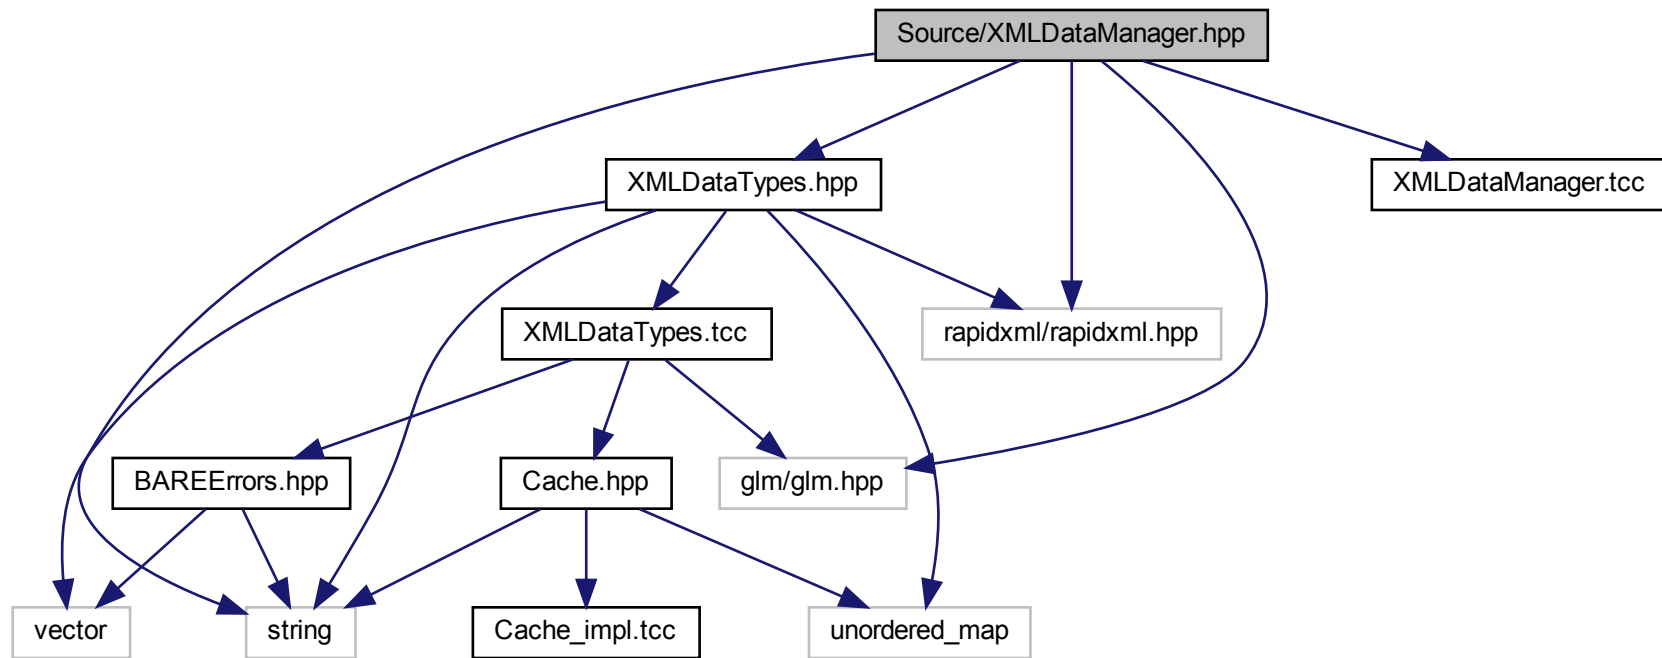 Source/XMLDataManager.hpp
XMLDataTypes.hpp
XMLDataManager.tcc
XMLDataTypes.tcc
rapidxml/rapidxml.hpp
BAREErrors.hpp
Cache.hpp
glm/glm.hpp
vector
string
Cache_impl.tcc
unordered_map